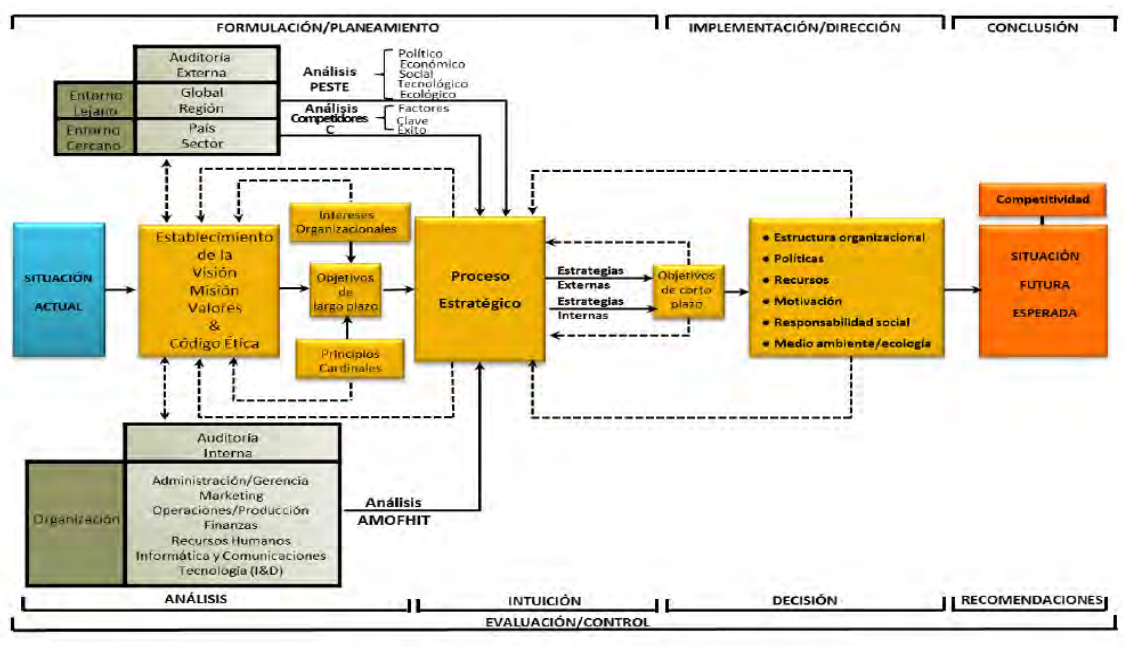 FORMULACIÓN/PLANEAMIENTO
IMPLEMENTACIÓN/DIRECCIÓN
CONCLUSIÓN
Auditoría
Externa
Entorno
Lejano
Global
Región
Entorno
Cercano
País
Sector
Análisis
PESTE
Político
Económico
Social
Tecnológico
Ecológico
Análisis
Competidores
C
Factores
Clave
Éxito
SITUACIÓN
ACTUAL
Establecimiento
de la
Visión
Misión
Valores
&
Código Ética
Intereses
Organizacionales
Objetivos
de
largo plazo
Principios
Cardinales
Proceso
Estratégico
Estrategias
Externas
Estrategias
Internas
Objetivos
de corto
plazo
• Estructura organizacional
• Políticas
• Recursos
• Motivación
• Responsabilidad social
• Medio ambiente/ecología
Competitividad
SITUACIÓN
FUTURA
ESPERADA
Auditoría
Interna
Organización
Administración/Gerencia
Marketing
Operaciones/Producción
Finanzas
Recursos Humanos
Informática y Comunicaciones
Tecnología (I&D)
Análisis
AMOFHIT
ANÁLISIS
INTUICIÓN
DECISIÓN
RECOMENDACIONES
EVALUACIÓN/CONTROL